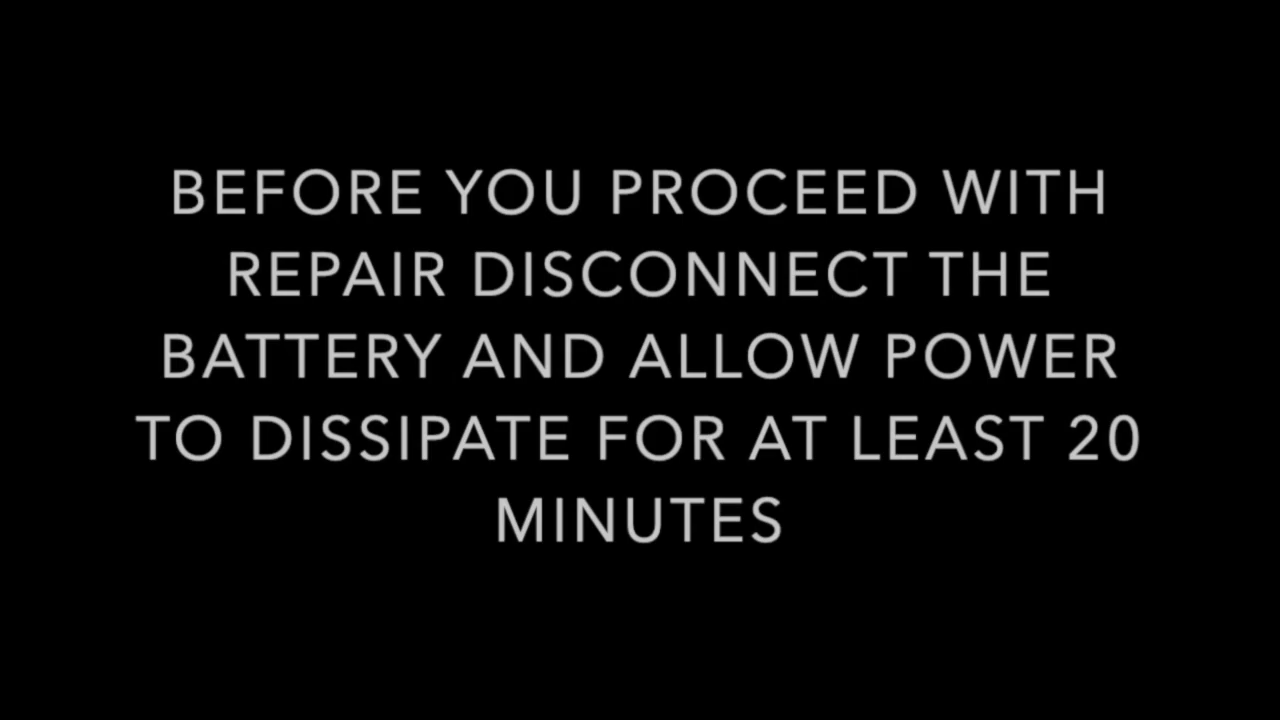 BEFORE YOU PROCEED WITH
REPAIR DISCONNECT THE
BATTERY AND ALLOW POWER
TO DISSIPATE FOR AT LEAST 20
MINUTES